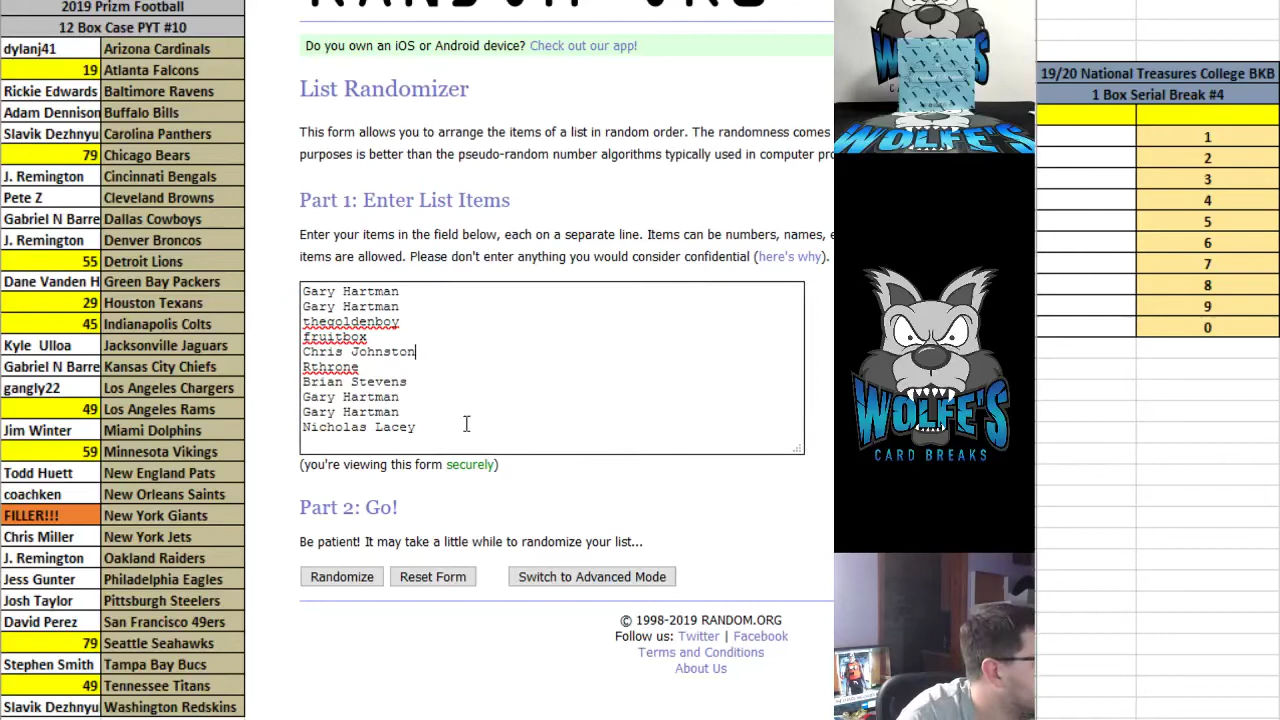 2019 Prizm Football
12 Box Case PYT #10
dylanj41 Arizona Cardinals
19 Atlanta Falcons
Rickie Edwards Baltimore Ravens
Adam Dennison Buffalo Bills
Slavik Dezhnyu Carolina Panthers
79 Chicago Bears
J. Remington Cincinnati Bengals
Pete Z Cleveland Browns
Gabriel N Barre Dallas Cowboys
J. Remington Denver Broncos
55 Detroit Lions
Dane Vanden H Green Bay Packers
29 Houston Texans
45 Indianapolis Colts
Kyle Ulloa Jacksonville Jaguars
Gabriel N Barre Kansas City Chiefs
gangly22 Los Angeles Chargers
49 Los Angeles Rams
Jim Winter Miami Dolphins
59 Minnesota Vikings
Todd Huett New England Pats
coachken New Orleans Saints
FILLER!!! New York Giants
Chris Miller New York Jets
J. Remington Oakland Raiders
Jess Gunter Philadelphia Eagles
Josh Taylor Pittsburgh Steelers
David Perez San Francisco 49ers
79 Seattle Seahawks
Stephen Smith Tampa Bay Bucs
49 Tennessee Titans
Slavik Dezhnyu Washington Redskins
RANDOM.ORG
Do you own an iOS or Android device? Check out our app!
List Randomizer
This form allows you to arrange the items of a list in random order. The randomness comes
purposes is better than the pseudo-random number algorithms typically used in computer pro
Part 1: Enter List Items
Enter your items in the field below, each on a separate line. Items can be numbers, names, e
items are allowed. Please don't enter anything you would consider confidential (here's why).
Gary Hartman
Gary Hartman
thegoldenboy
fruitbox
Chris Johnston
Rthrone
Brian Stevens
Gary Hartman
Gary Hartman
Nicholas Lacey
(you're viewing this form securely)
Part 2: Go!
Be patient! It may take a little while to randomize your list...
Randomize Reset Form Switch to Advanced Mode
© 1998-2019 RANDOM.ORG
Follow us: Twitter | Facebook
Terms and Conditions
About Us
WOLFE'S
WOLFE'S
CARD BREAKS
19/20 National Treasures College BKB
1 Box Serial Break #4
1
2
3
4
5
6
7
8
9
0